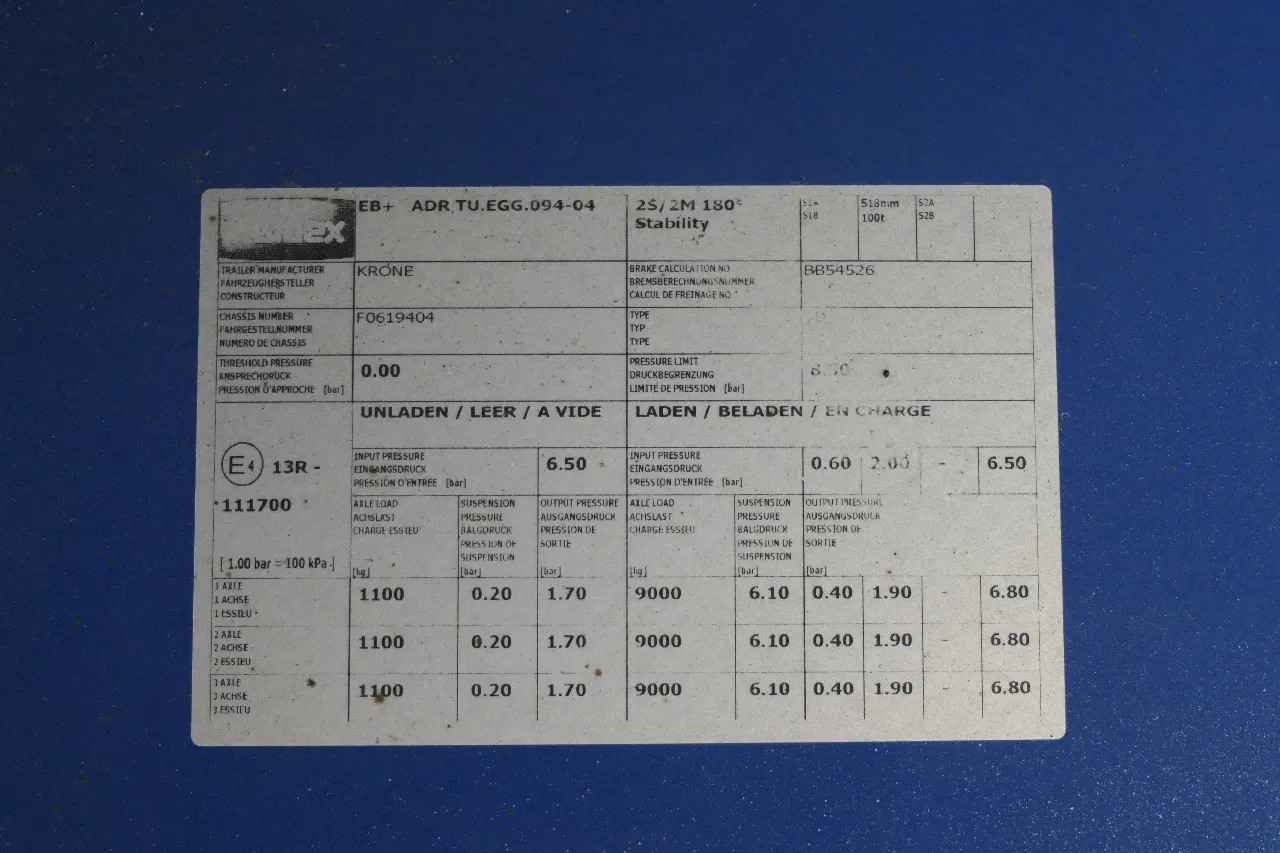 EB+ ADR TU.EGG.094-04
2S/2M 180°
Stability
S1A
S1B
518mm
100t
S2A
S2B
TRAILER MANUFACTURER
FAHRZEUGHERSTELLER
CONSTRUCTEUR
KRONE
BRAKE CALCULATION NO
BREMSBERECHNUNGSNUMMER
CALCUL DE FREINAGE NO
BB54526
CHASSIS NUMBER
FAHRGESTELLNUMMER
NUMERO DE CHASSIS
F0619404
TYPE
TYP
TYPE
THRESHOLD PRESSURE
ANSPRECHDRUCK
PRESSION D'APPROCHE [bar]
0.00
PRESSURE LIMIT
DRUCKBEGRENZUNG
LIMITE DE PRESSION [bar]
UNLADEN / LEER / A VIDE
LADEN / BELADEN / EN CHARGE
E4 13R -
111700
[ 1.00 bar = 100 kPa ]
INPUT PRESSURE
EINGANGSDRUCK
PRESSION D'ENTRÉE [bar]
6.50
INPUT PRESSURE
EINGANGSDRUCK
PRESSION D'ENTRÉE [bar]
0.60 2.00 - 6.50
AXLE LOAD
ACHSLAST
CHARGE ESSIEU
[kg]
SUSPENSION
PRESSURE
BALGDRUCK
PRESSION DE
SUSPENSION
[bar]
OUTPUT PRESSURE
AUSGANGSDRUCK
PRESSION DE
SORTIE
[bar]
AXLE LOAD
ACHSLAST
CHARGE ESSIEU
[kg]
SUSPENSION
PRESSURE
BALGDRUCK
PRESSION DE
SUSPENSION
[bar]
OUTPUT PRESSURE
AUSGANGSDRUCK
PRESSION DE
SORTIE
[bar]
1 AXLE
1 ACHSE
1 ESSIEU
1100 0.20 1.70 9000 6.10 0.40 1.90 - 6.80
2 AXLE
2 ACHSE
2 ESSIEU
1100 0.20 1.70 9000 6.10 0.40 1.90 - 6.80
3 AXLE
3 ACHSE
3 ESSIEU
1100 0.20 1.70 9000 6.10 0.40 1.90 - 6.80